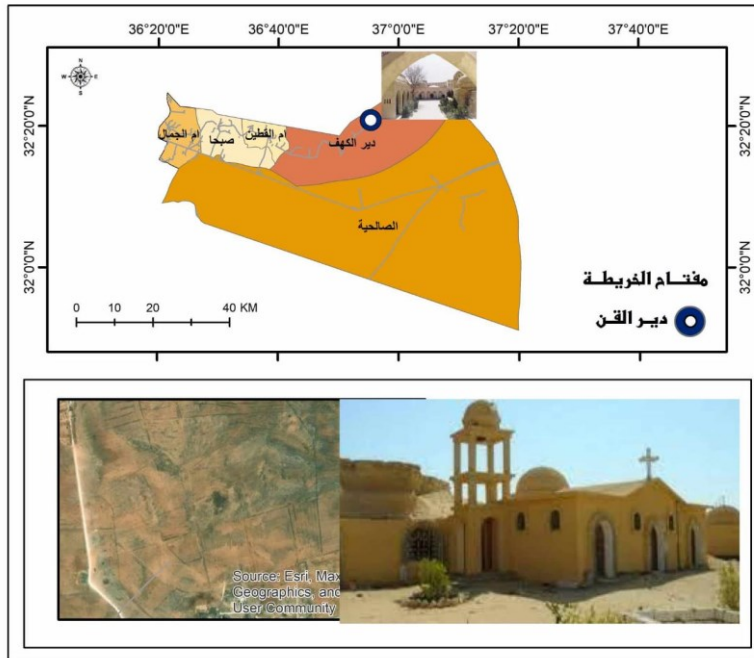 36°20'0"E 36°40'0"E 37°0'0"E 37°20'0"E 37°40'0"E
N
W E
S
32°20'0"N 32°20'0"N
ام الجمال صبحا ام القطين دير الكهف
الصالحية
32°0'0"N 32°0'0"N
مفتاح الخريطة
دير القن
0 10 20 40 KM
Source: Esri, Max
Geographics, and
User Community